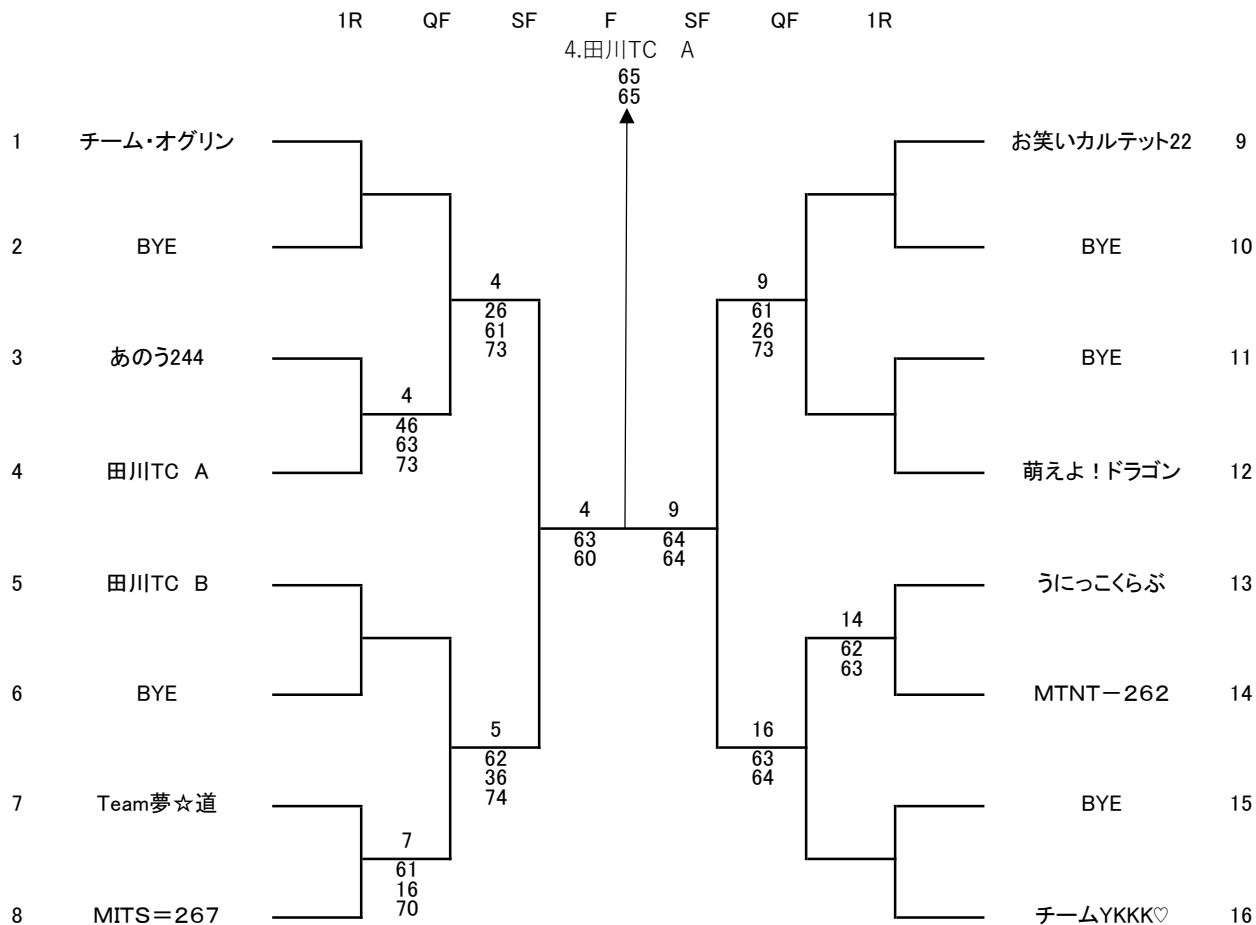 1R QF SF F SF QF 1R
4.田川TC A
65
65
1 チーム・オグリン お笑いカルテット22 9
2 BYE BYE 10
4 9
26 61
61 26
73 73
3 あのう244 BYE 11
4
46
63
73
4 田川TC A 萌えよ！ドラゴン 12
4 9
63 64
60 64
5 田川TC B うにっこくらぶ 13
14
62
63
6 BYE MTNT－262 14
5 16
62 63
36 64
74
7 Team夢☆道 BYE 15
7
61
16
70
8 MITS＝267 チームYKKK♡ 16